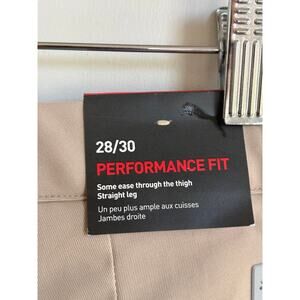 28/30
PERFORMANCE FIT
Some ease through the thigh
Straight leg
Un peu plus ample aux cuisses
Jambes droite